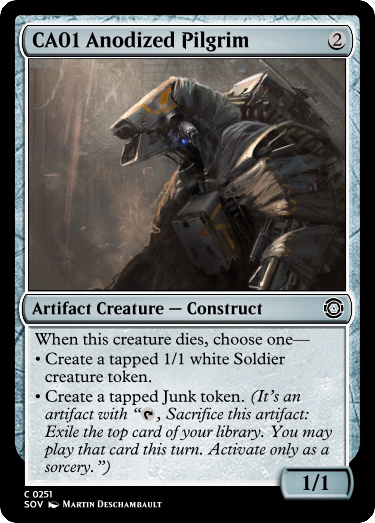 CA01 Anodized Pilgrim 2
Artifact Creature — Construct
When this creature dies, choose one—
• Create a tapped 1/1 white Soldier
creature token.
• Create a tapped Junk token. (It's an
artifact with “, Sacrifice this artifact:
Exile the top card of your library. You may
play that card this turn. Activate only as a
sorcery.”)
1/1
C 0251
SOV Martin Deschambault